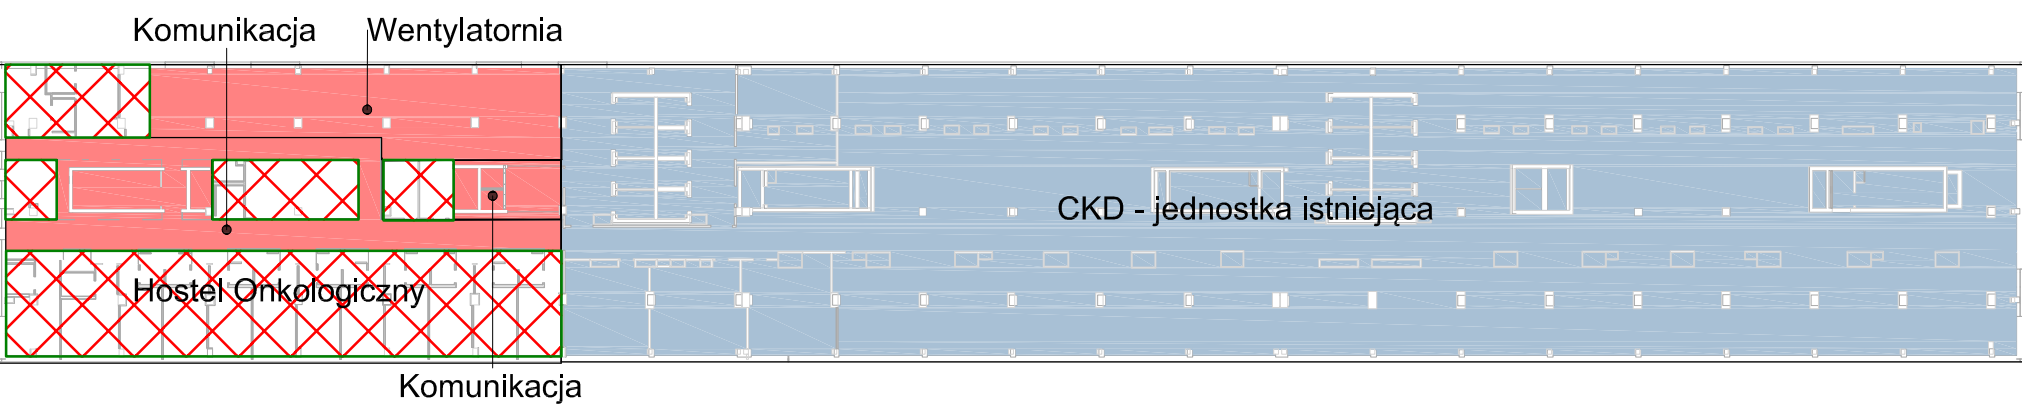 Komunikacja
Wentylatornia
CKD - jednostka istniejąca
Hostel Onkologiczny
Komunikacja